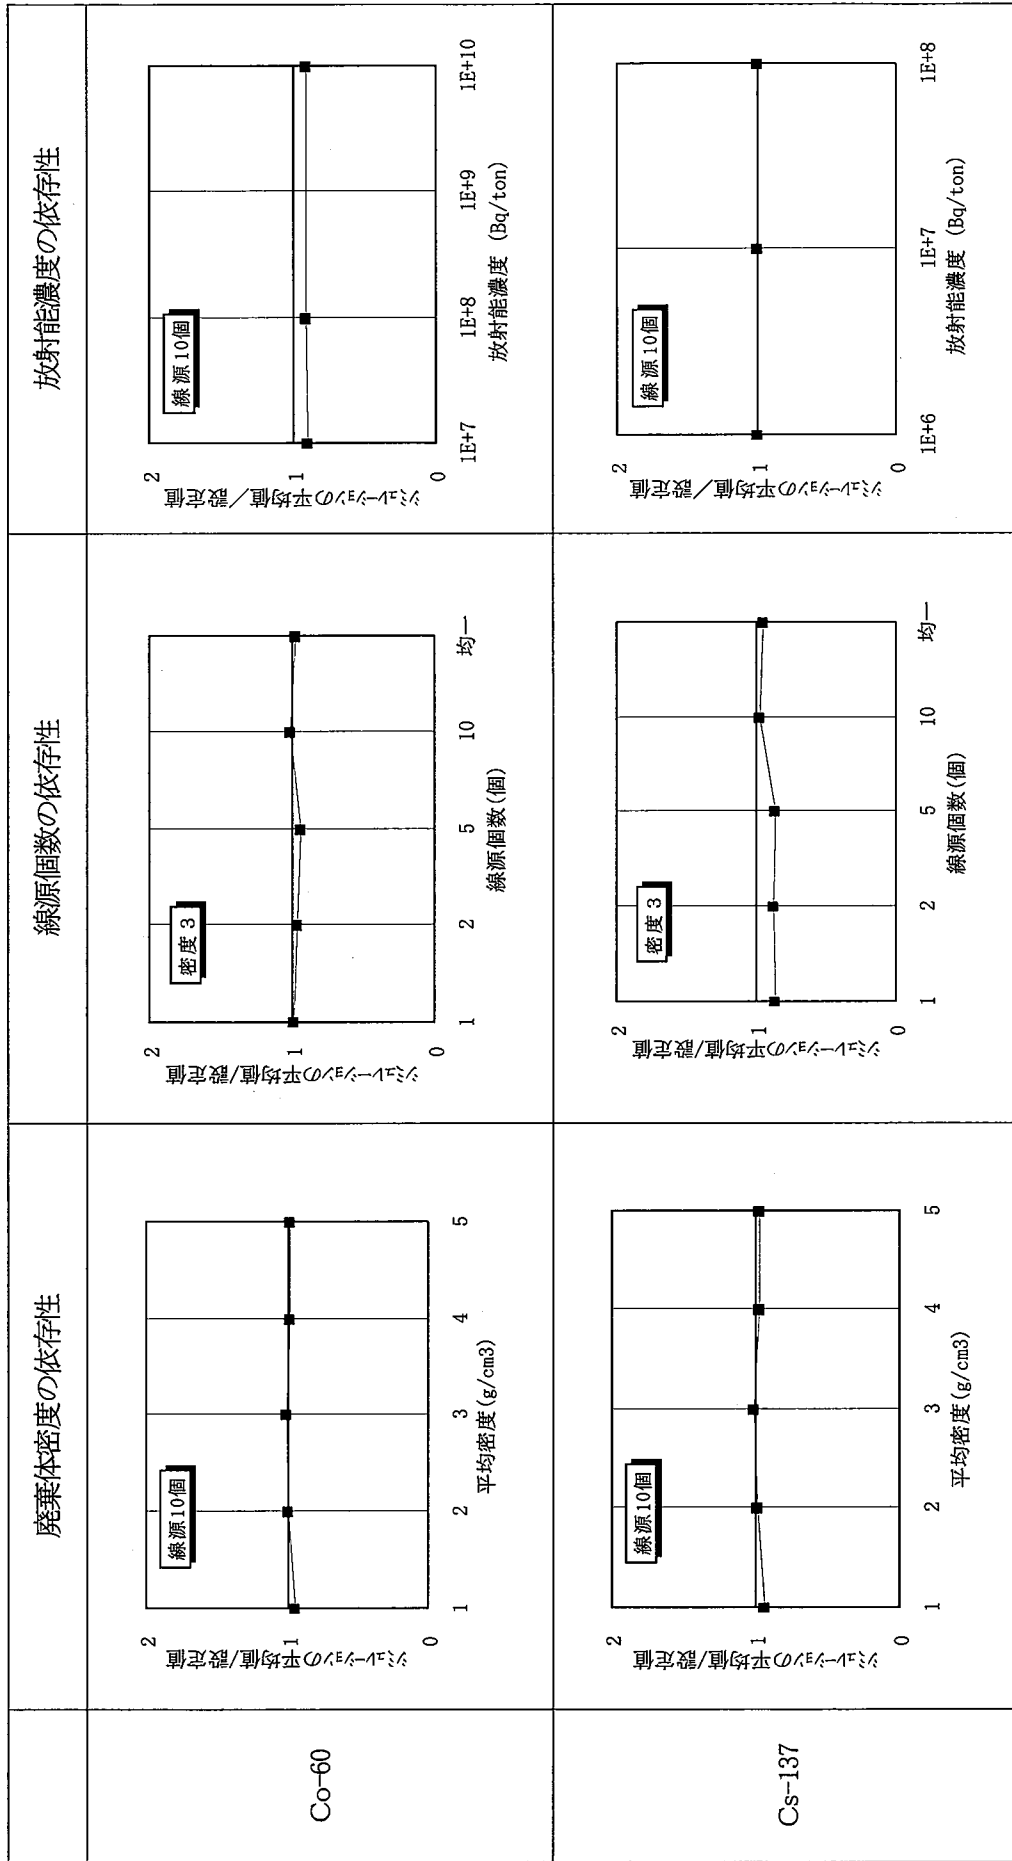 廃棄体密度の依存性
線源個数の依存性
放射能濃度の依存性
Co-60
シミュレーションの平均値/設定値
2
1
0
線源10個
1
2
3
4
5
平均密度(g/cm3)
シミュレーションの平均値/設定値
2
1
0
密度 3
1
2
5
10
均一
線源個数(個)
シミュレーションの平均値／設定値
2
1
0
線源10個
1E+7
1E+8
1E+9
1E+10
放射能濃度 (Bq/ton)
Cs-137
シミュレーションの平均値/設定値
2
1
0
線源10個
1
2
3
4
5
平均密度(g/cm3)
シミュレーションの平均値/設定値
2
1
0
密度 3
1
2
5
10
均一
線源個数(個)
シミュレーションの平均値／設定値
2
1
0
線源10個
1E+6
1E+7
1E+8
放射能濃度 (Bq/ton)